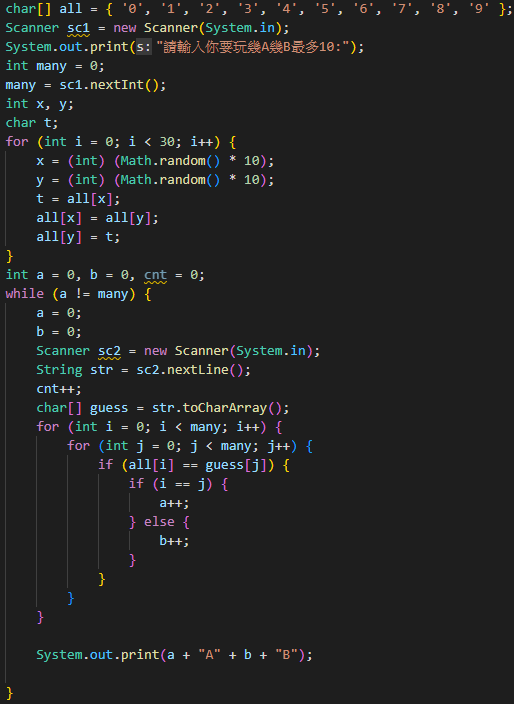 char[] all = { '0', '1', '2', '3', '4', '5', '6', '7', '8', '9' };
Scanner sc1 = new Scanner(System.in);
System.out.print(s: "請輸入你要玩幾A幾B最多10:");
int many = 0;
many = sc1.nextInt();
int x, y;
char t;
for (int i = 0; i < 30; i++) {
    x = (int) (Math.random() * 10);
    y = (int) (Math.random() * 10);
    t = all[x];
    all[x] = all[y];
    all[y] = t;
}
int a = 0, b = 0, cnt = 0;
while (a != many) {
    a = 0;
    b = 0;
    Scanner sc2 = new Scanner(System.in);
    String str = sc2.nextLine();
    cnt++;
    char[] guess = str.toCharArray();
    for (int i = 0; i < many; i++) {
        for (int j = 0; j < many; j++) {
            if (all[i] == guess[j]) {
                if (i == j) {
                    a++;
                } else {
                    b++;
                }
            }
        }
    }
    System.out.print(a + "A" + b + "B");
}